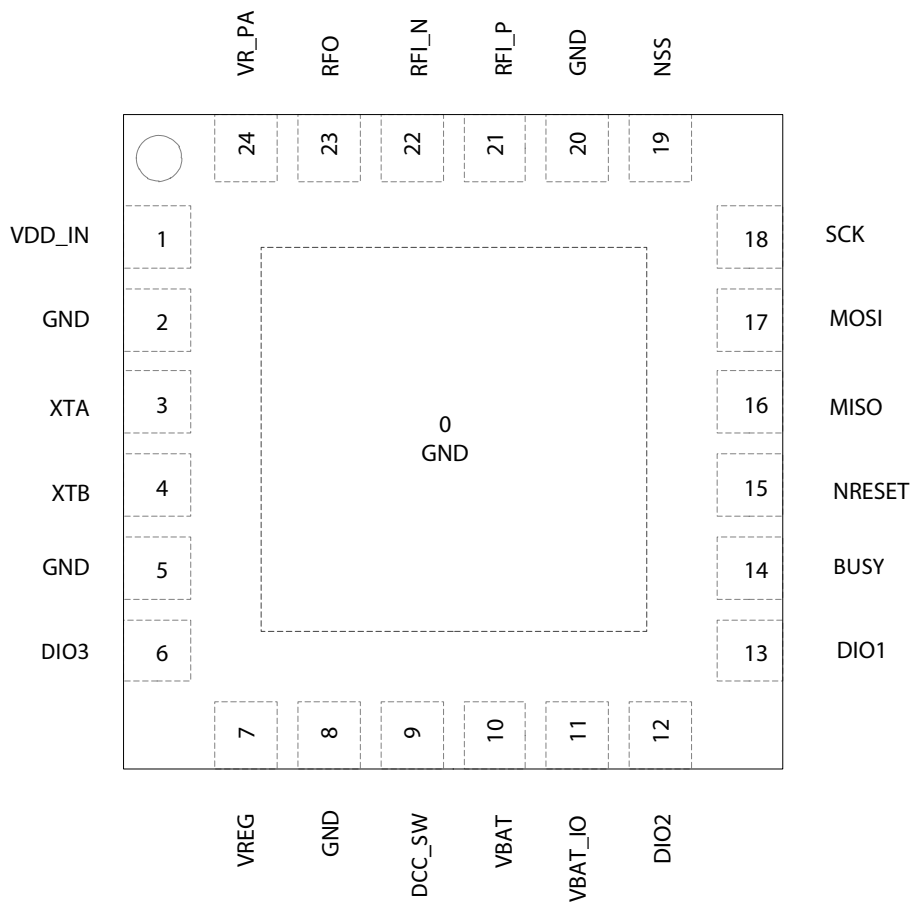 VR_PA
RFO
RFI_N
RFI_P
GND
NSS
24
23
22
21
20
19
VDD_IN
1
18
SCK
GND
2
17
MOSI
XTA
3
16
MISO
0
GND
XTB
4
15
NRESET
GND
5
14
BUSY
DIO3
6
13
DIO1
7
8
9
10
11
12
VREG
GND
DCC_SW
VBAT
VBAT_IO
DIO2